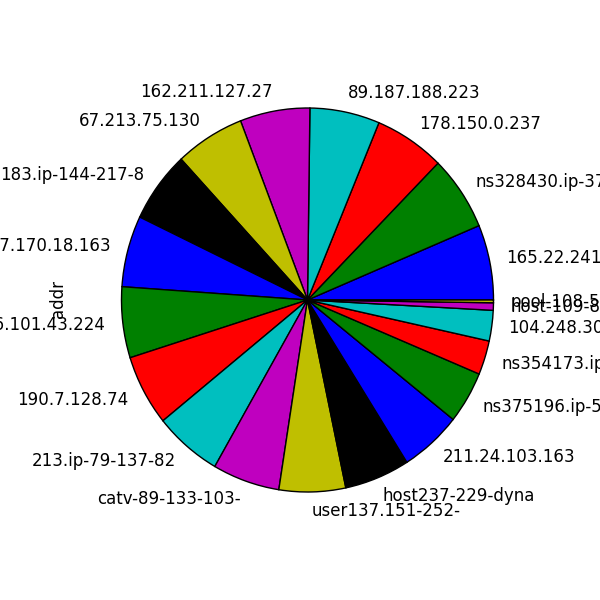 162.211.127.27
89.187.188.223
67.213.75.130
178.150.0.237
183.ip-144-217-8
ns328430.ip-37
7.170.18.163
165.22.241
addr
pool-108-5
host-109-8
6.101.43.224
104.248.30
ns354173.ip
190.7.128.74
ns375196.ip-5
213.ip-79-137-82
211.24.103.163
catv-89-133-103-
host237-229-dyna
user137.151-252-